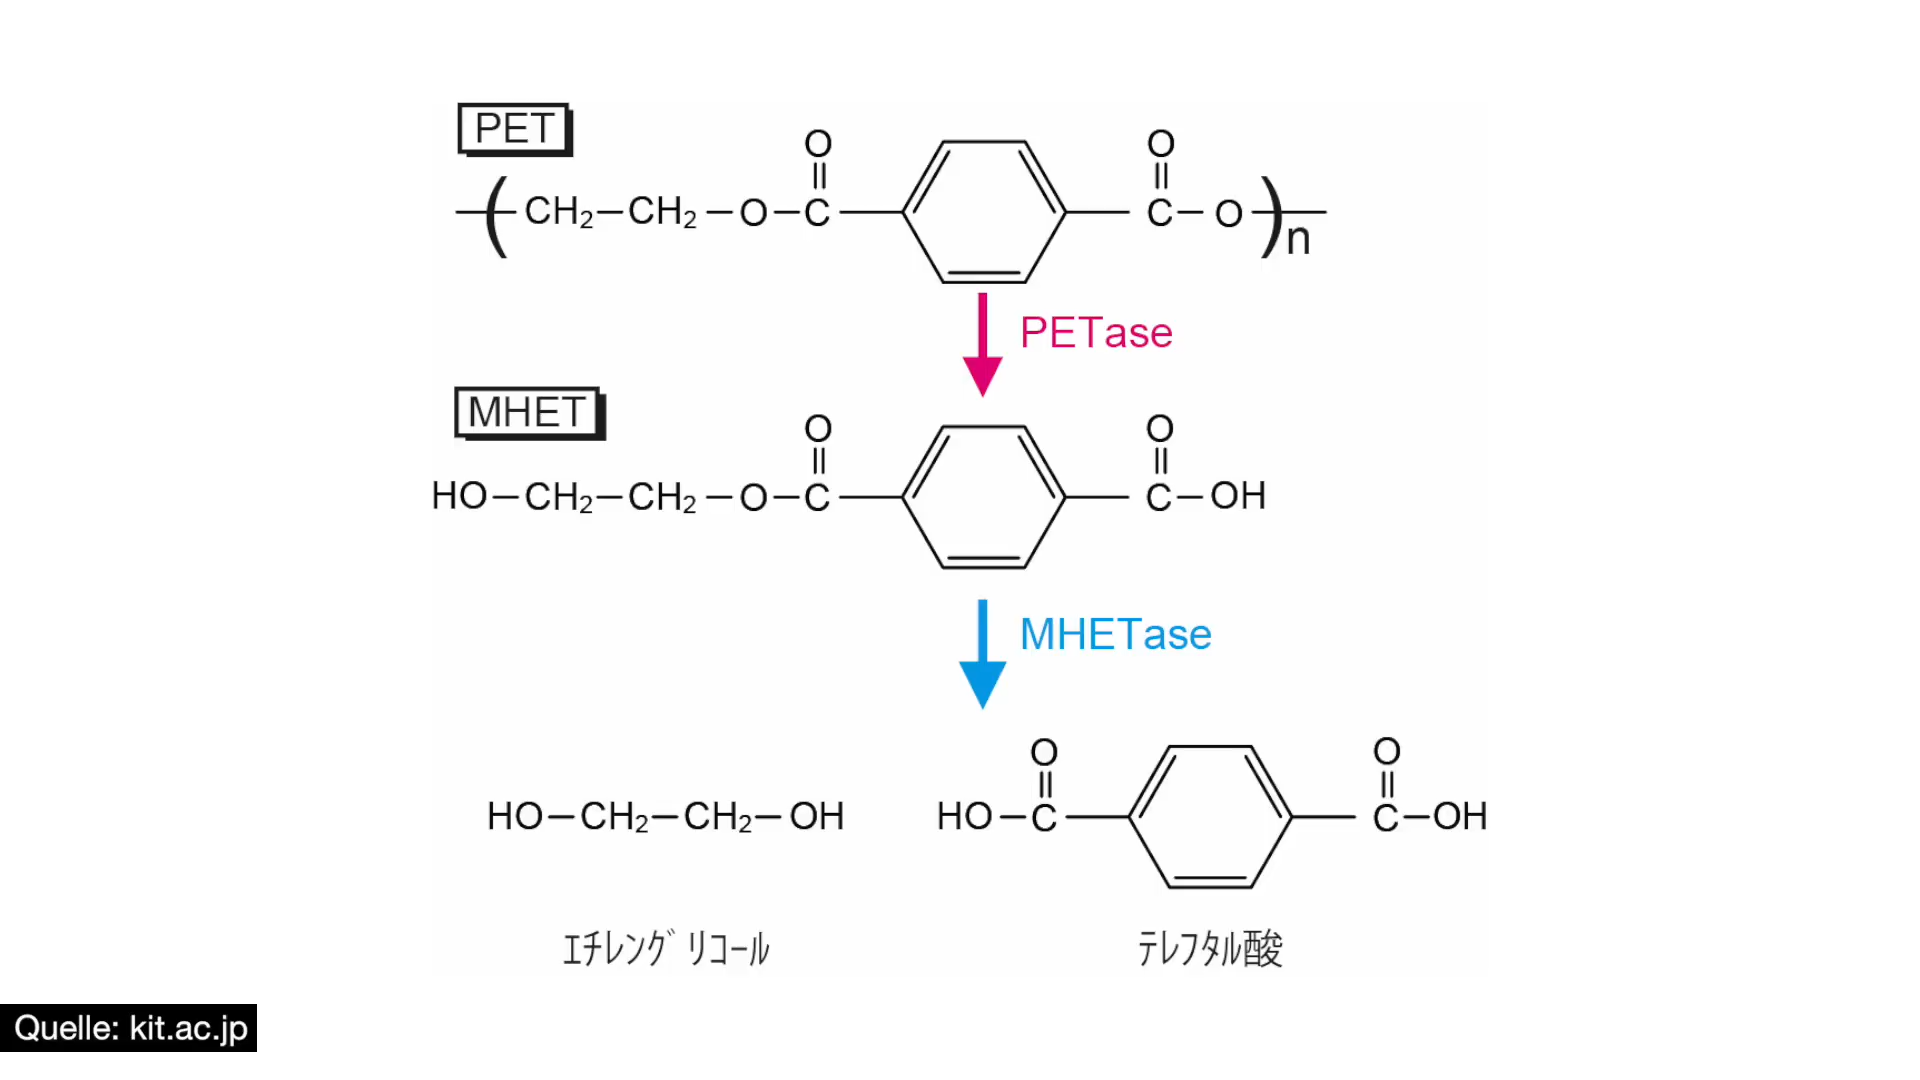 PET
O O
( CH₂–CH₂–O–C C–O )n
PETase
MHET
O O
HO–CH₂–CH₂–O–C C–OH
MHETase
O O
HO–CH₂–CH₂–OH HO–C C–OH
ｴﾁﾚﾝｸﾞﾘｺｰﾙ ﾃﾚﾌﾀﾙ酸
Quelle: kit.ac.jp